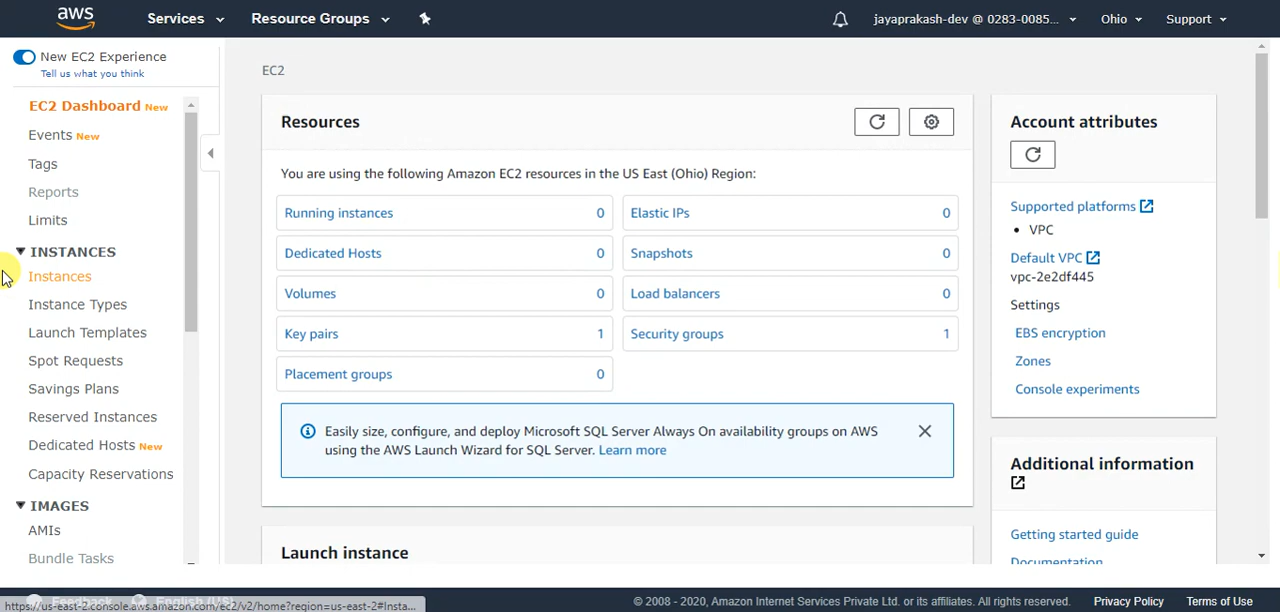 aws
Services
Resource Groups
jayaprakash-dev @ 0283-0085...
Ohio
Support
New EC2 Experience
Tell us what you think
EC2 Dashboard New
Events New
Tags
Reports
Limits
INSTANCES
Instances
Instance Types
Launch Templates
Spot Requests
Savings Plans
Reserved Instances
Dedicated Hosts New
Capacity Reservations
IMAGES
AMIs
Bundle Tasks
EC2
Resources
You are using the following Amazon EC2 resources in the US East (Ohio) Region:
Running instances 0
Elastic IPs 0
Dedicated Hosts 0
Snapshots 0
Volumes 0
Load balancers 0
Key pairs 1
Security groups 1
Placement groups 0
Easily size, configure, and deploy Microsoft SQL Server Always On availability groups on AWS
using the AWS Launch Wizard for SQL Server. Learn more
Launch instance
Account attributes
Supported platforms
• VPC
Default VPC
vpc-2e2df445
Settings
EBS encryption
Zones
Console experiments
Additional information
Getting started guide
Documentation
Feedback
English (US)
https://us-east-2.console.aws.amazon.com/ec2/v2/home?region=us-east-2#Insta...
© 2008 - 2020, Amazon Internet Services Private Ltd. or its affiliates. All rights reserved.
Privacy Policy
Terms of Use